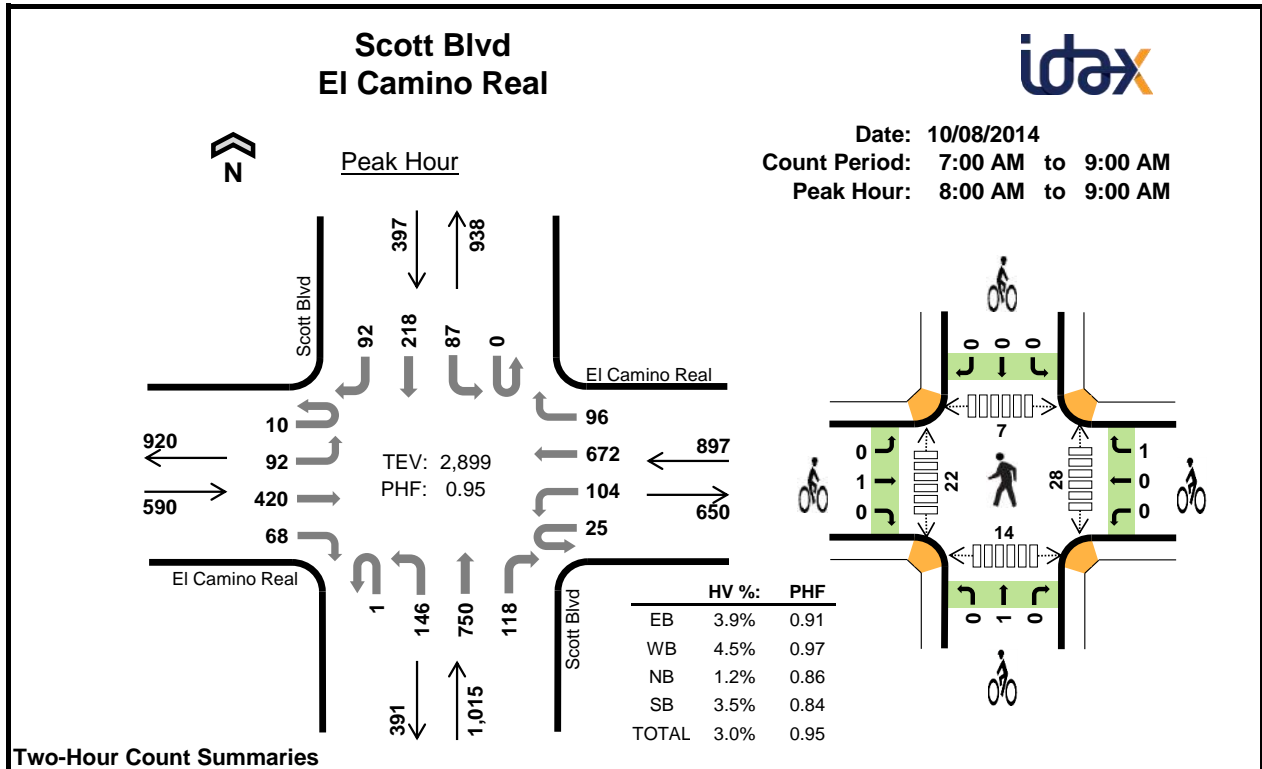 Scott Blvd
El Camino Real
idax
Date: 10/08/2014
Count Period: 7:00 AM to 9:00 AM
Peak Hour: 8:00 AM to 9:00 AM
N
Peak Hour
397
938
Scott Blvd
92
218
87
0
El Camino Real
10
92
420
68
920
590
TEV: 2,899
PHF: 0.95
96
672
104
25
897
650
El Camino Real
1
146
750
118
Scott Blvd
391
1,015
HV %: PHF
EB 3.9% 0.91
WB 4.5% 0.97
NB 1.2% 0.86
SB 3.5% 0.84
TOTAL 3.0% 0.95
0 0 0
7
0
1
0
22
28
1
0
0
14
0 1 0
Two-Hour Count Summaries